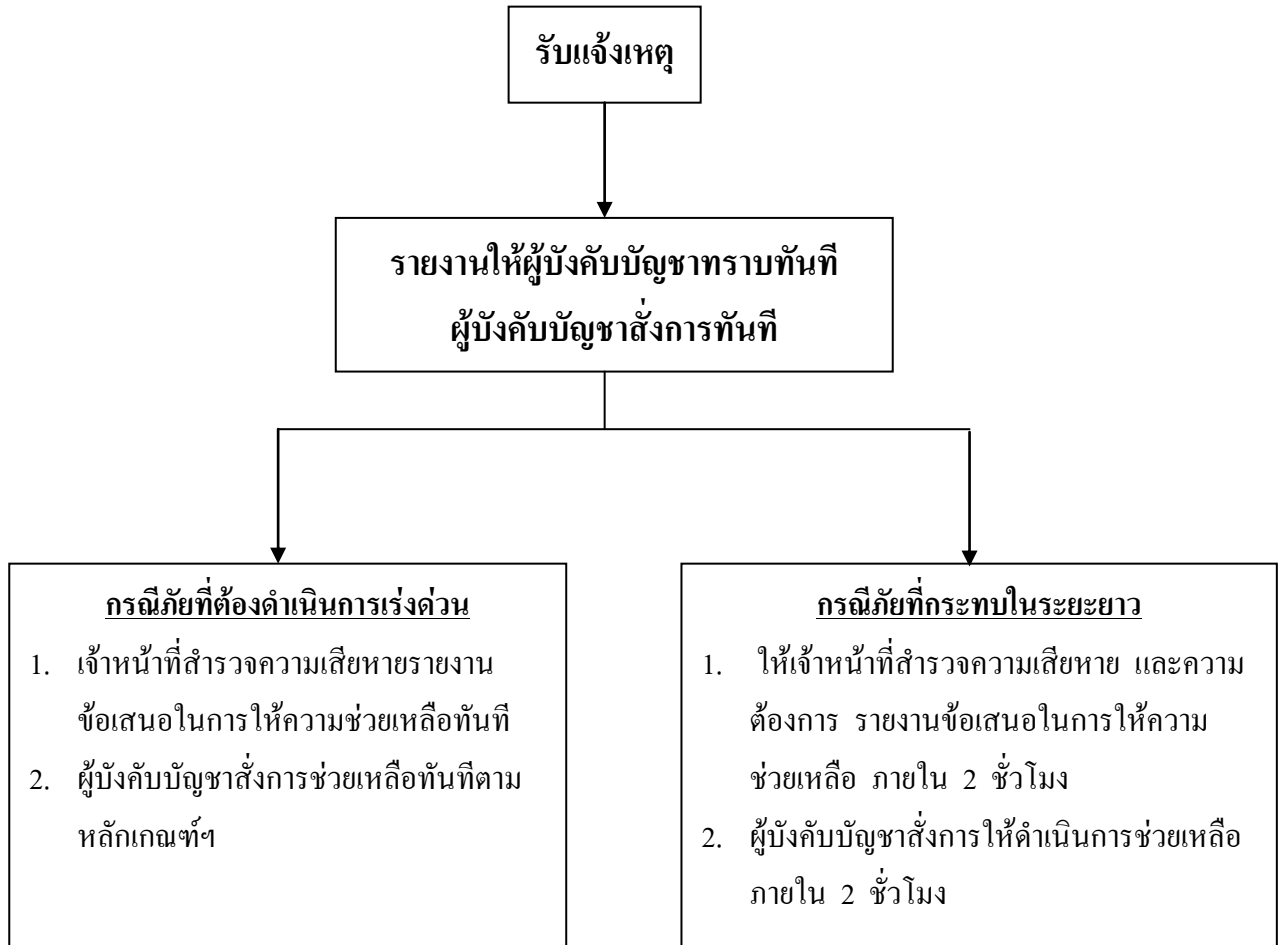 รับแจ้งเหตุ
รายงานให้ผู้บังคับบัญชาทราบทันที
ผู้บังคับบัญชาสั่งการทันที
กรณีภัยที่ต้องดำเนินการเร่งด่วน
1. เจ้าหน้าที่สำรวจความเสียหายรายงาน
ข้อเสนอในการให้ความช่วยเหลือทันที
2. ผู้บังคับบัญชาสั่งการช่วยเหลือทันทีตาม
หลักเกณฑ์ฯ
กรณีภัยที่กระทบในระยะยาว
1. ให้เจ้าหน้าที่สำรวจความเสียหาย และความ
ต้องการ รายงานข้อเสนอในการให้ความ
ช่วยเหลือ ภายใน 2 ชั่วโมง
2. ผู้บังคับบัญชาสั่งการให้ดำเนินการช่วยเหลือ
ภายใน 2 ชั่วโมง